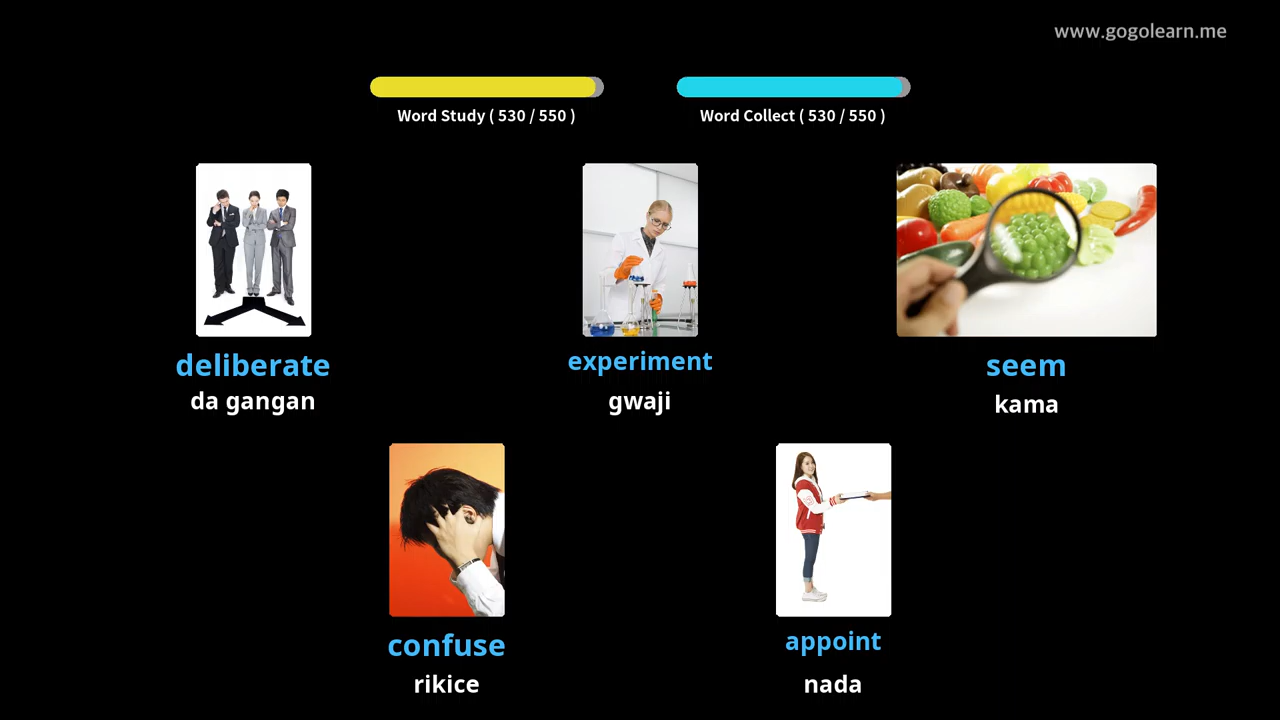 www.gogolearn.me
Word Study ( 530 / 550 )
Word Collect ( 530 / 550 )
deliberate
da gangan
experiment
gwaji
seem
kama
confuse
rikice
appoint
nada